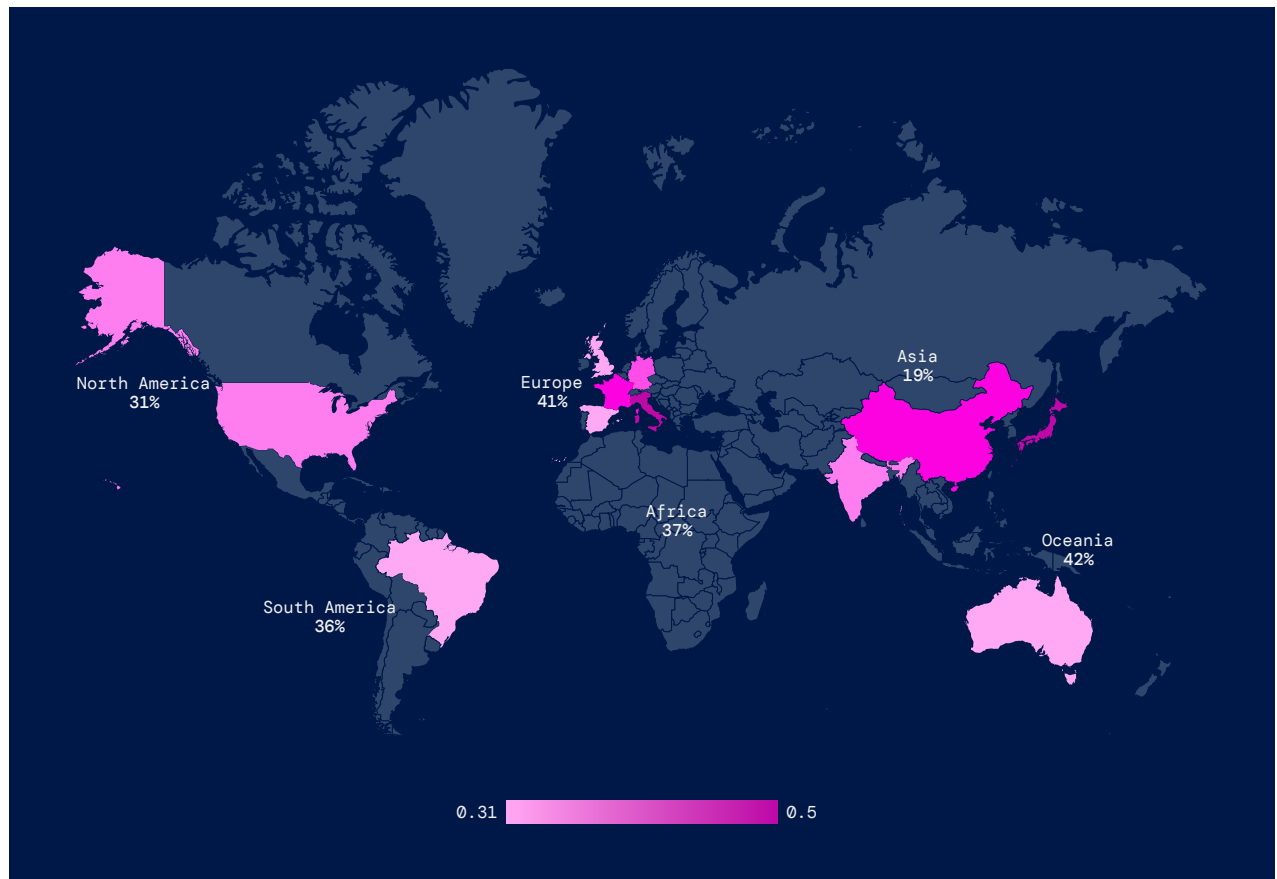 Asia
19%
North America
31%
Europe
41%
Africa
37%
Oceania
42%
South America
36%
0.31
0.5